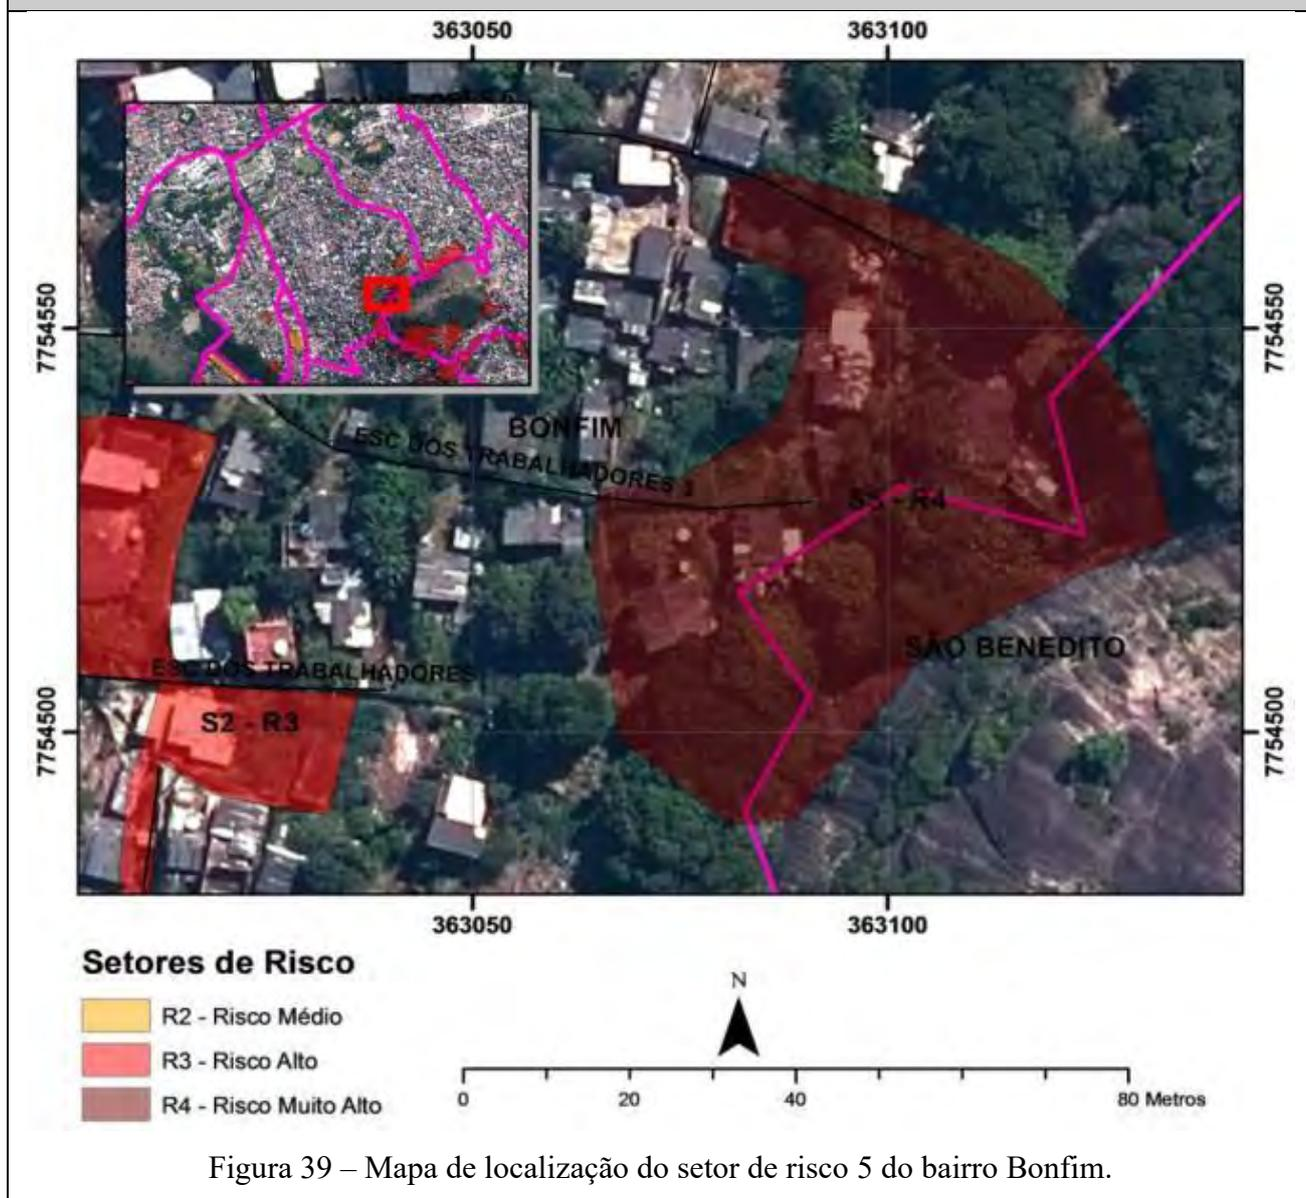 363050 363100
7754550
7754550
BONFIM
ESC DOS TRABALHADORES 3
S5 - R4
SÃO BENEDITO
ESC DOS TRABALHADORES
S2 - R3
7754500
7754500
363050 363100
Setores de Risco
N
R2 - Risco Médio
R3 - Risco Alto
R4 - Risco Muito Alto
0 20 40 80 Metros
Figura 39 – Mapa de localização do setor de risco 5 do bairro Bonfim.